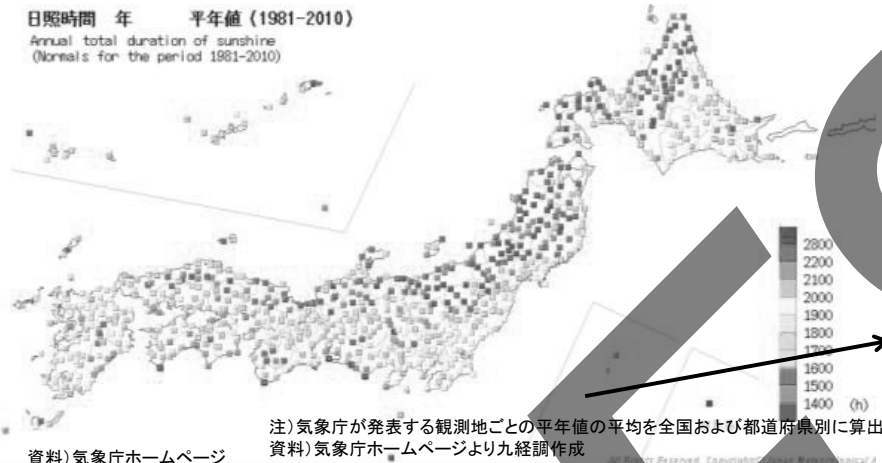 日照時間　年　　平年値（1981-2010）
Annual total duration of sunshine
(Normals for the period 1981-2010)
2800
2200
2100
2000
1900
1800
1700
1600
1500
1400 (h)
注）気象庁が発表する観測地ごとの平年値の平均を全国および都道府県別に算出
資料）気象庁ホームページより九経調作成
資料）気象庁ホームページ